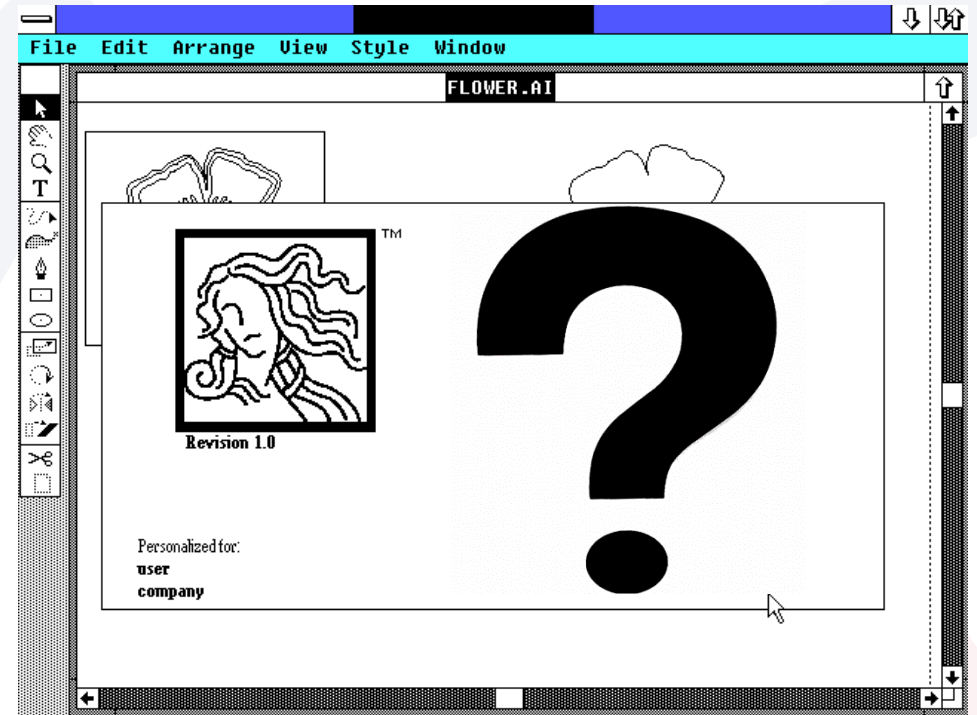 File Edit Arrange View Style Window
FLOWER.AI
T
TM
Revision 1.0
?
Personalized for:
user
company